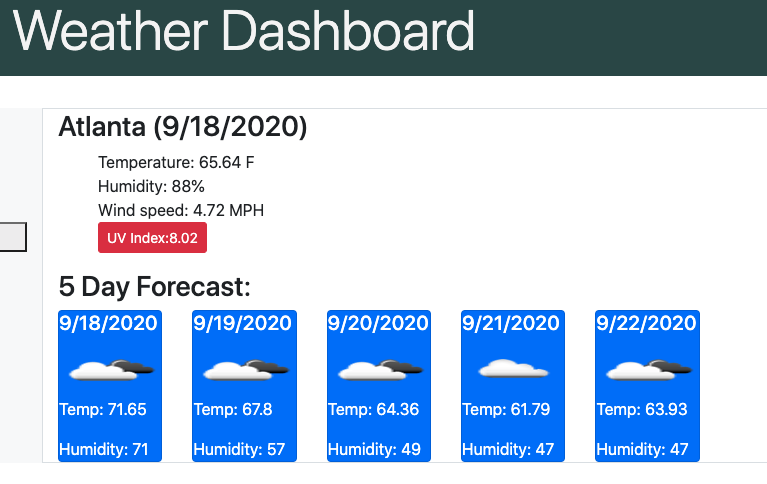 Weather Dashboard
Atlanta (9/18/2020)
Temperature: 65.64 F
Humidity: 88%
Wind speed: 4.72 MPH
UV Index:8.02
5 Day Forecast:
9/18/2020
Temp: 71.65
Humidity: 71
9/19/2020
Temp: 67.8
Humidity: 57
9/20/2020
Temp: 64.36
Humidity: 49
9/21/2020
Temp: 61.79
Humidity: 47
9/22/2020
Temp: 63.93
Humidity: 47